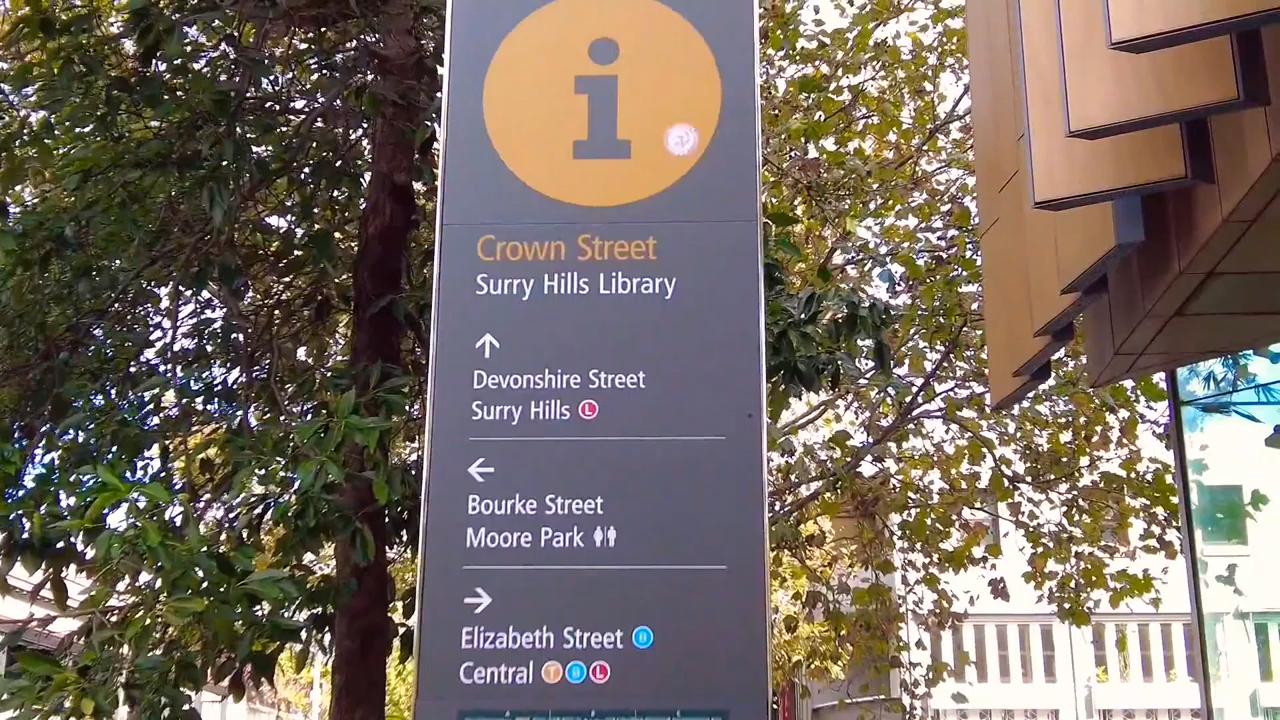 i
Crown Street
Surry Hills Library
↑
Devonshire Street
Surry Hills L
←
Bourke Street
Moore Park
→
Elizabeth Street B
Central T B L